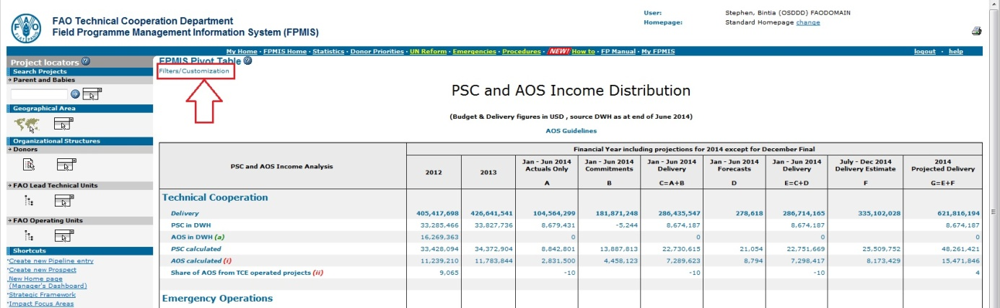 FAO Technical Cooperation Department
Field Programme Management Information System (FPMIS)
User: Stephen, Bintia (OSDDD) FAODOMAIN
Homepage: Standard Homepage change
My Home · FPMIS Home · Statistics · Donor Priorities · UN Reform · Emergencies · Procedures · NEW! How to · FP Manual · My FPMIS
logout · help
Project locators
Search Projects
Parent and Babies
Geographical Area
Organizational Structures
Donors
FAO Lead Technical Units
FAO Operating Units
Shortcuts
Create new Pipeline entry
Create new Prospect
New Home page
(Manager's Dashboard)
Strategic Framework
Impact Focus Areas
FPMIS Pivot Table
Filters/Customization
PSC and AOS Income Distribution
(Budget & Delivery figures in USD , source DWH as at end of June 2014)
AOS Guidelines
Financial Year including projections for 2014 except for December Final
PSC and AOS Income Analysis
2012
2013
Jan - Jun 2014 Actuals Only A
Jan - Jun 2014 Commitments B
Jan - Jun 2014 Delivery C=A+B
Jan - Jun 2014 Forecasts D
Jan - Jun 2014 Delivery E=C+D
July - Dec 2014 Delivery Estimate F
2014 Projected Delivery G=E+F
Technical Cooperation
Delivery 405,417,698 426,641,541 104,564,299 181,871,248 286,435,547 278,618 286,714,165 335,102,028 621,816,194
PSC in DWH 33,285,466 33,827,736 8,679,431 -5,244 8,674,187 8,674,187 8,674,187
AOS in DWH (a) 16,269,363 0 0 0 0
PSC calculated 33,428,094 34,372,904 8,842,801 13,887,813 22,730,615 21,054 22,751,669 25,509,752 48,261,421
AOS calculated (i) 11,239,210 11,783,844 2,831,500 4,458,123 7,289,623 8,794 7,298,417 8,173,429 15,471,846
Share of AOS from TCE operated projects (ii) 9,065 -10 -10 -10 4
Emergency Operations